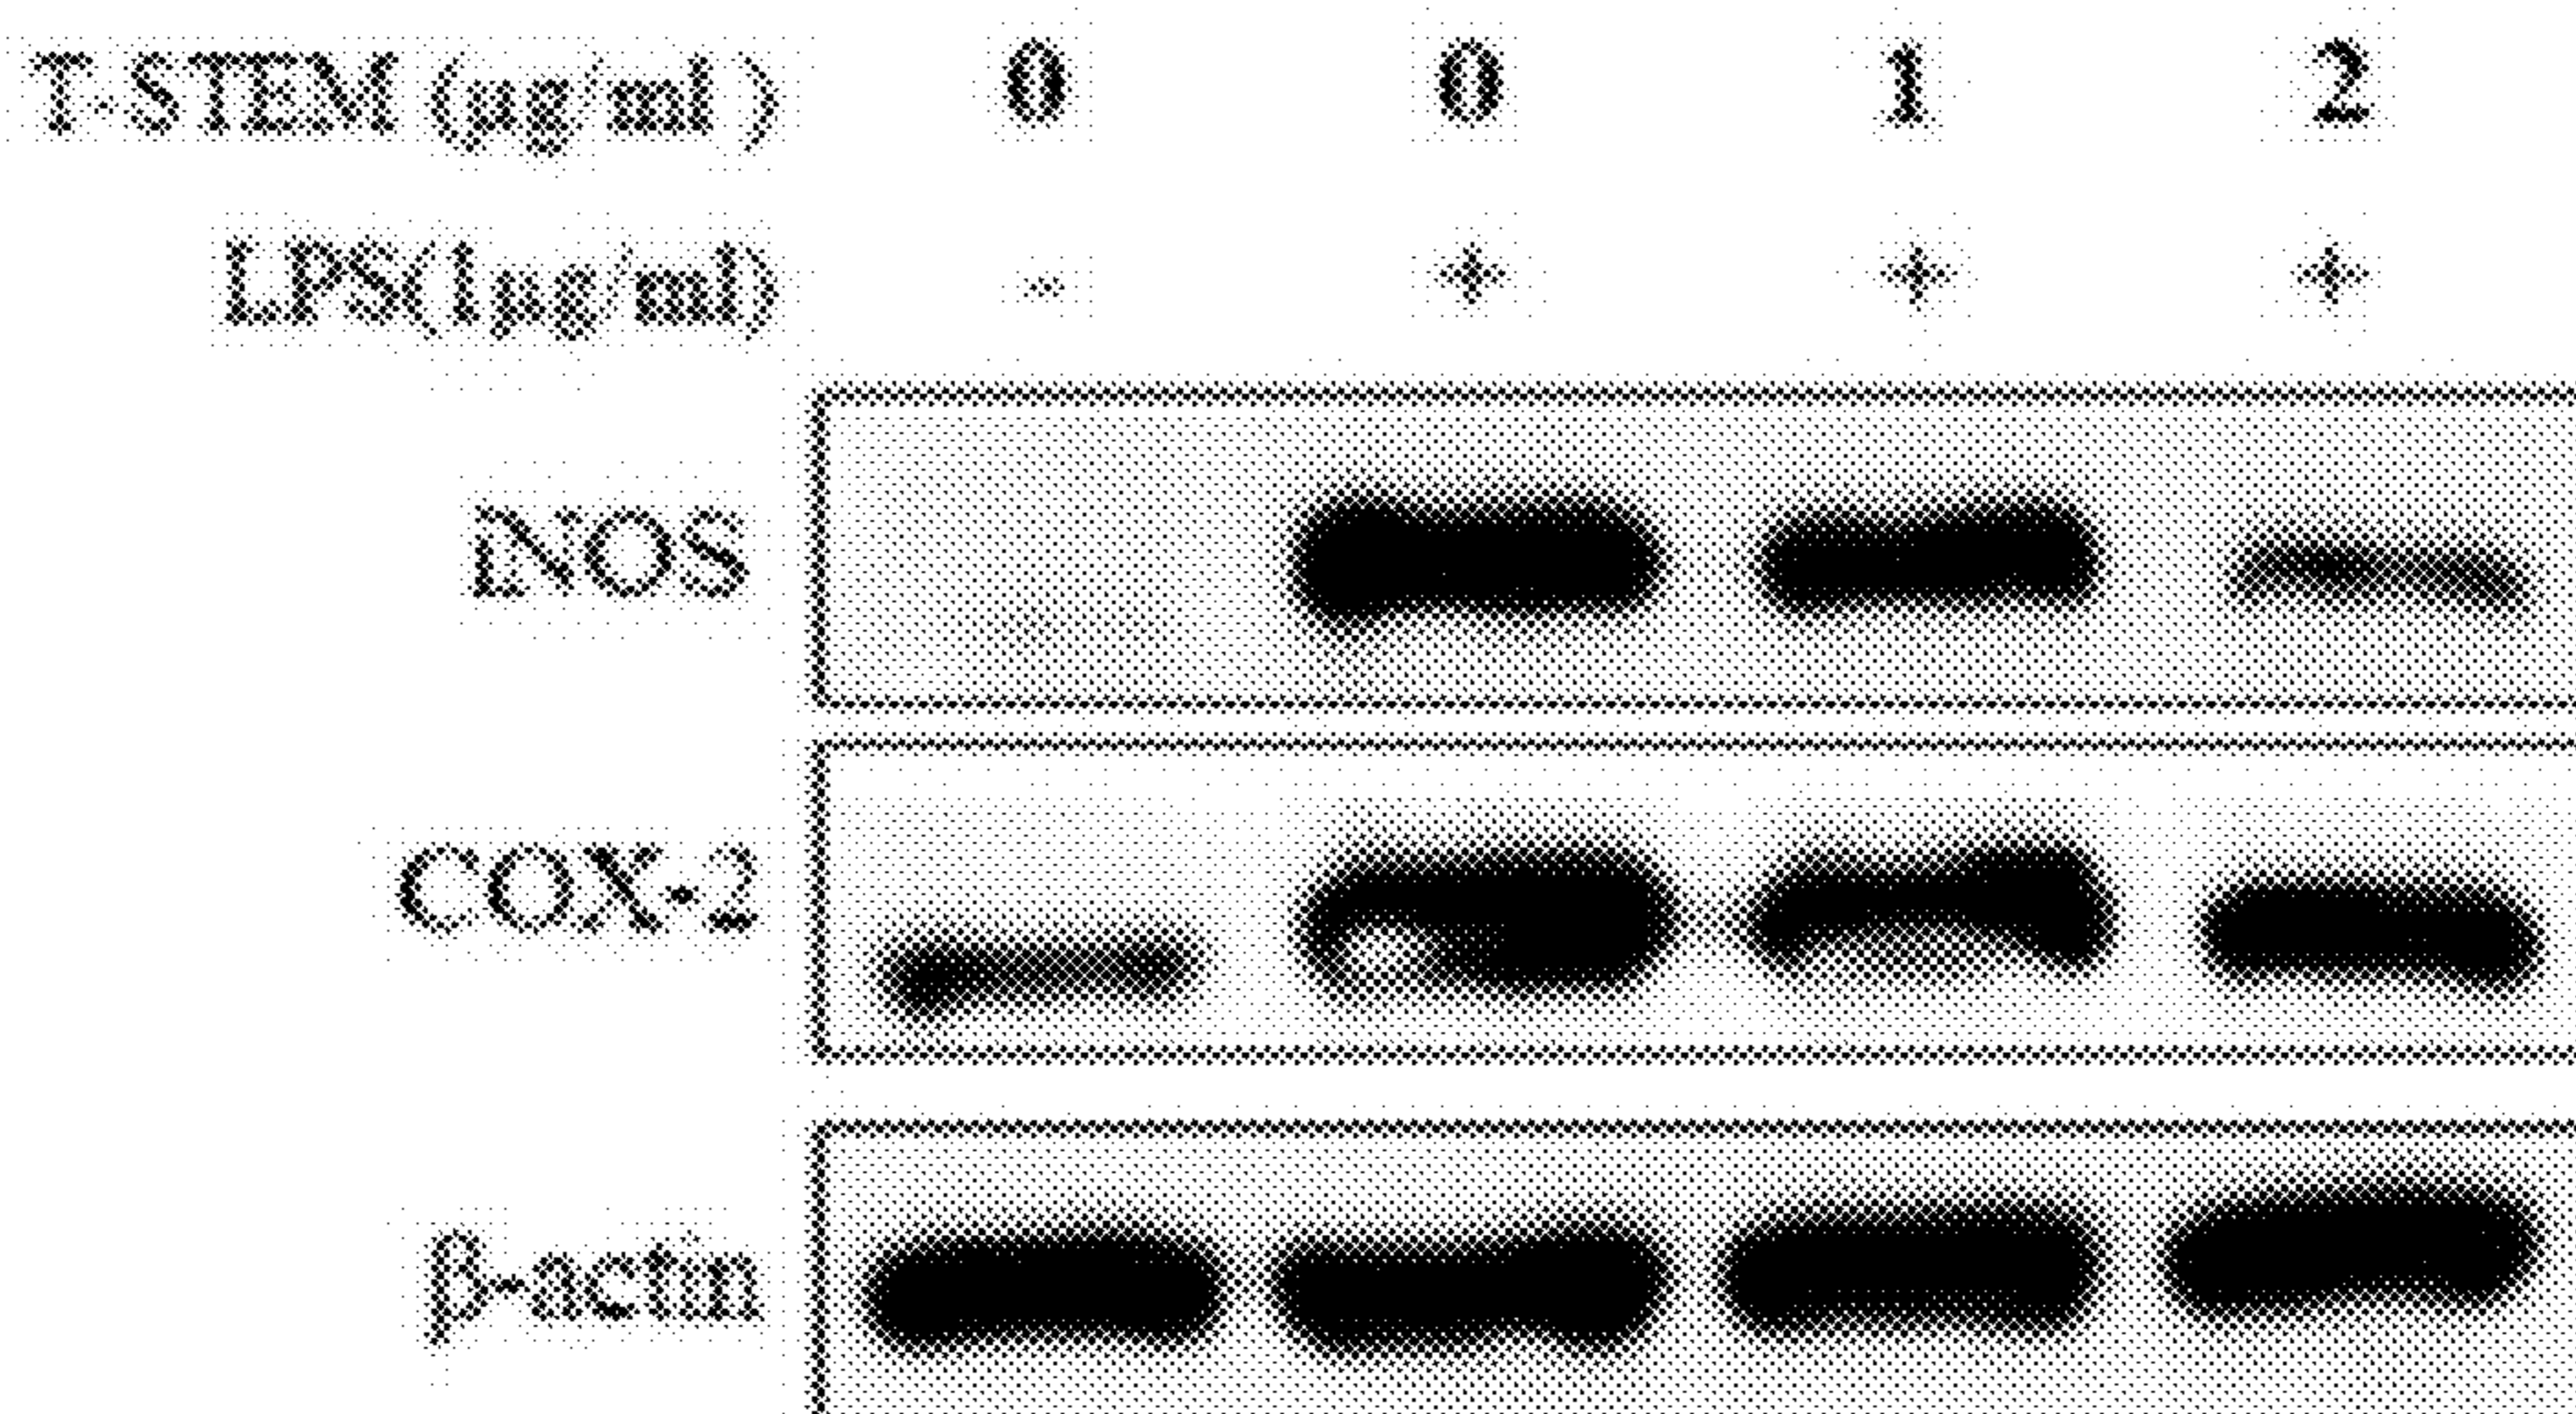 T-STEM (μg/ml ) 0 0 1 2
LPS(1μg/ml) - + + +
iNOS
COX-2
β-actin